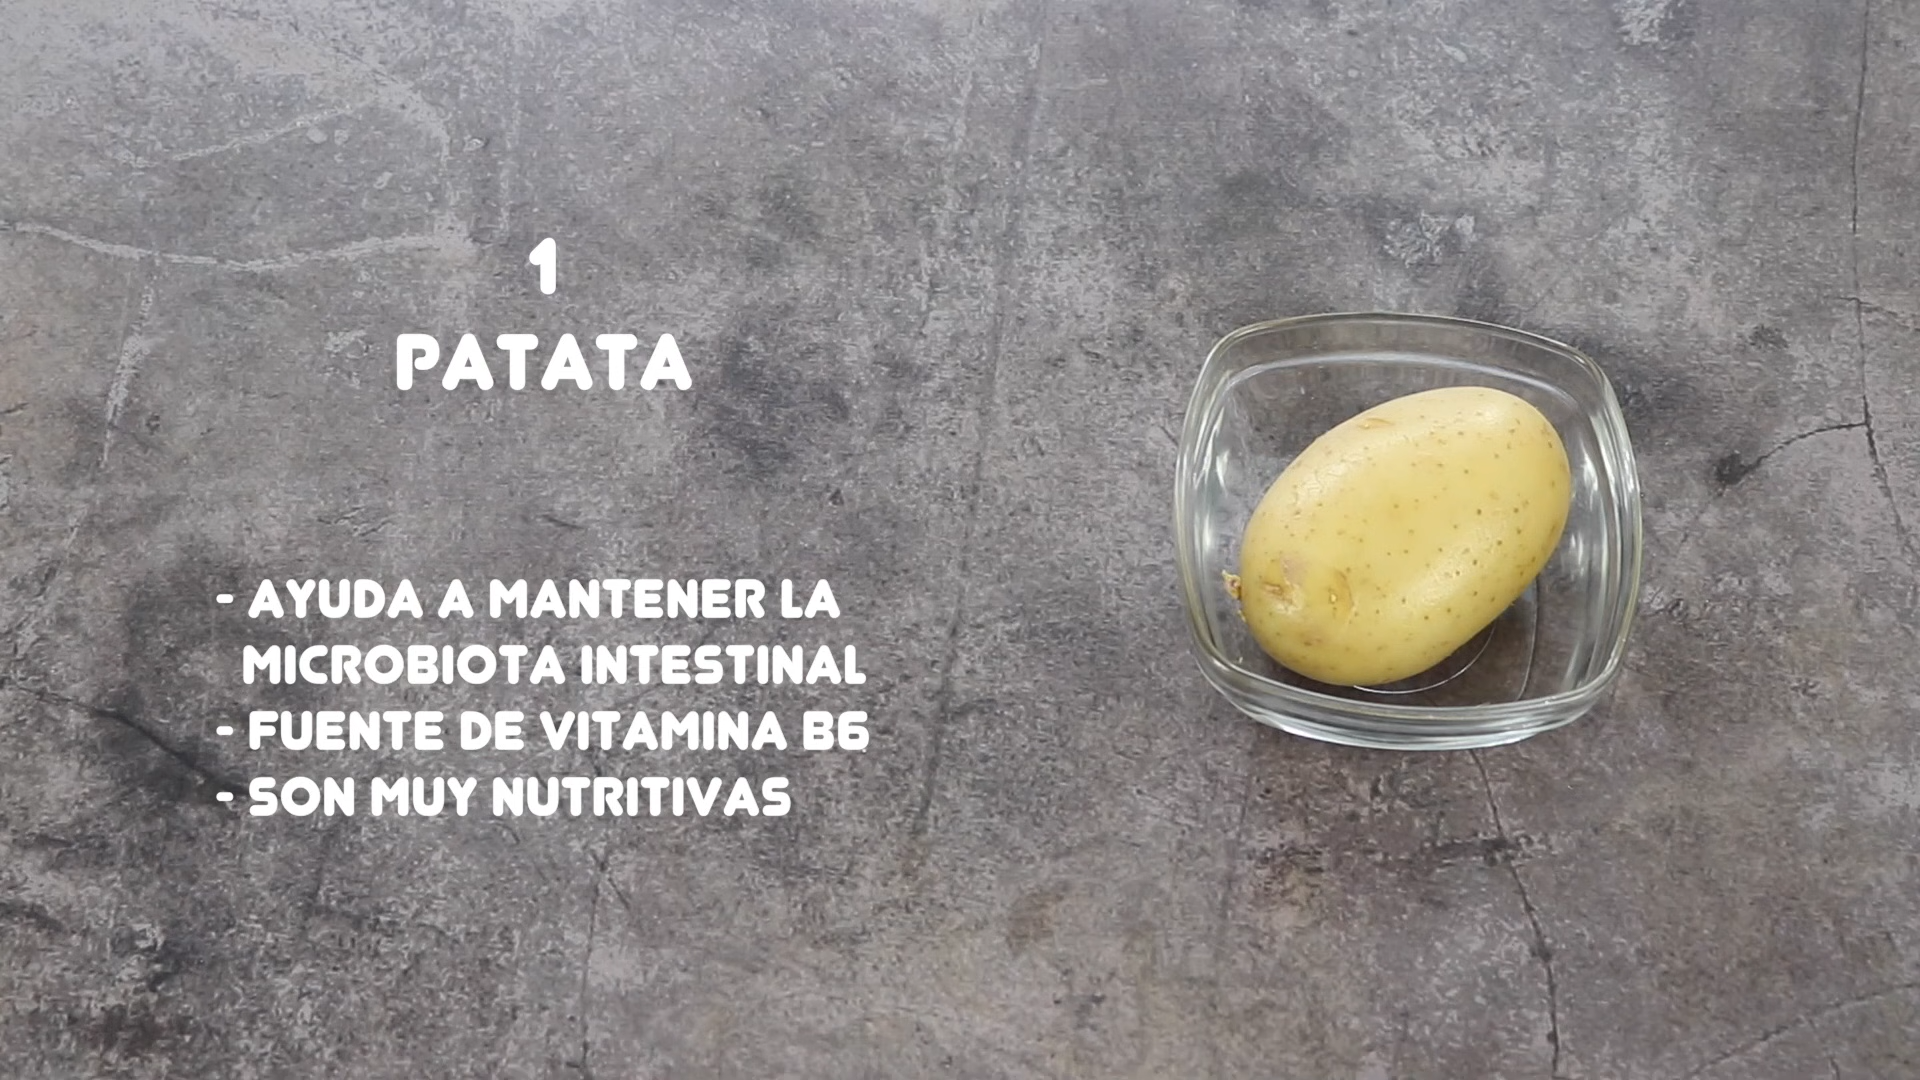 1
PATATA
- AYUDA A MANTENER LA
MICROBIOTA INTESTINAL
- FUENTE DE VITAMINA B6
- SON MUY NUTRITIVAS